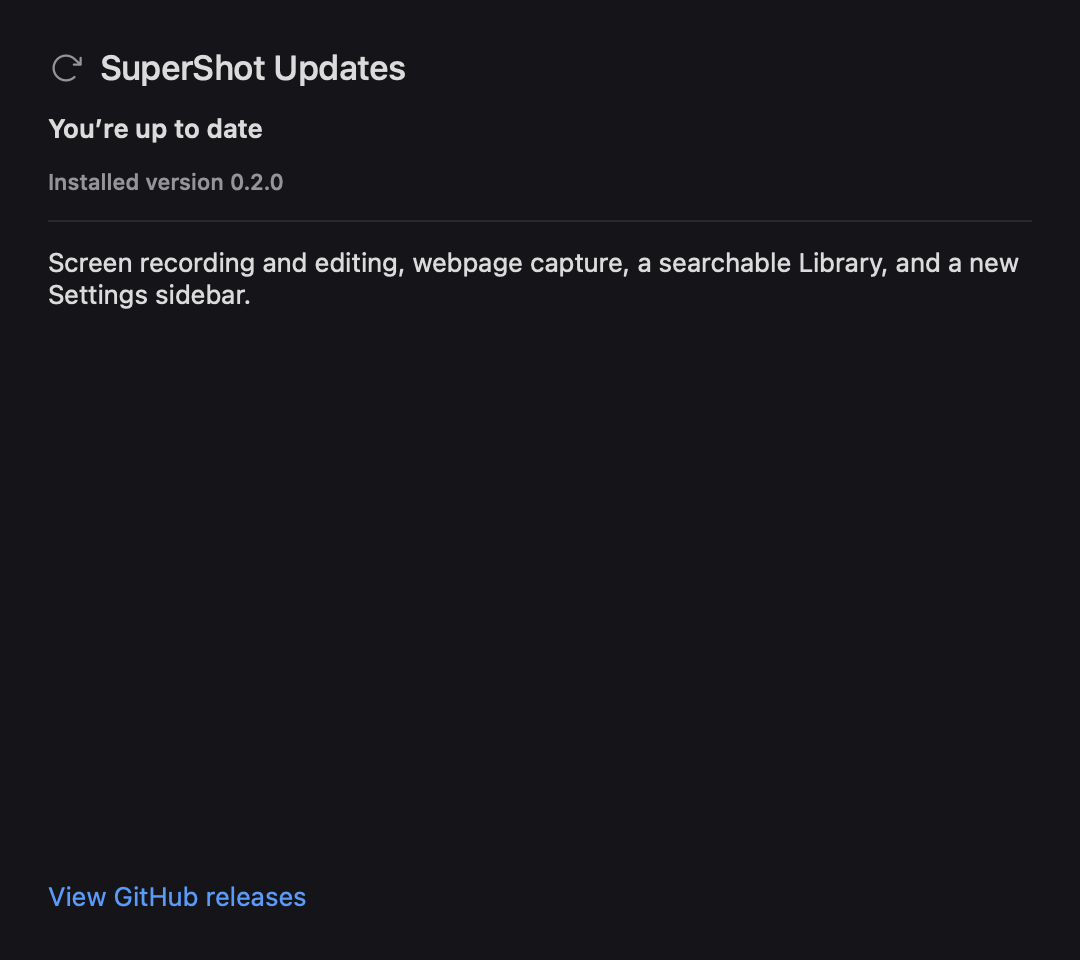 SuperShot Updates
You’re up to date
Installed version 0.2.0
Screen recording and editing, webpage capture, a searchable Library, and a new
Settings sidebar.
View GitHub releases